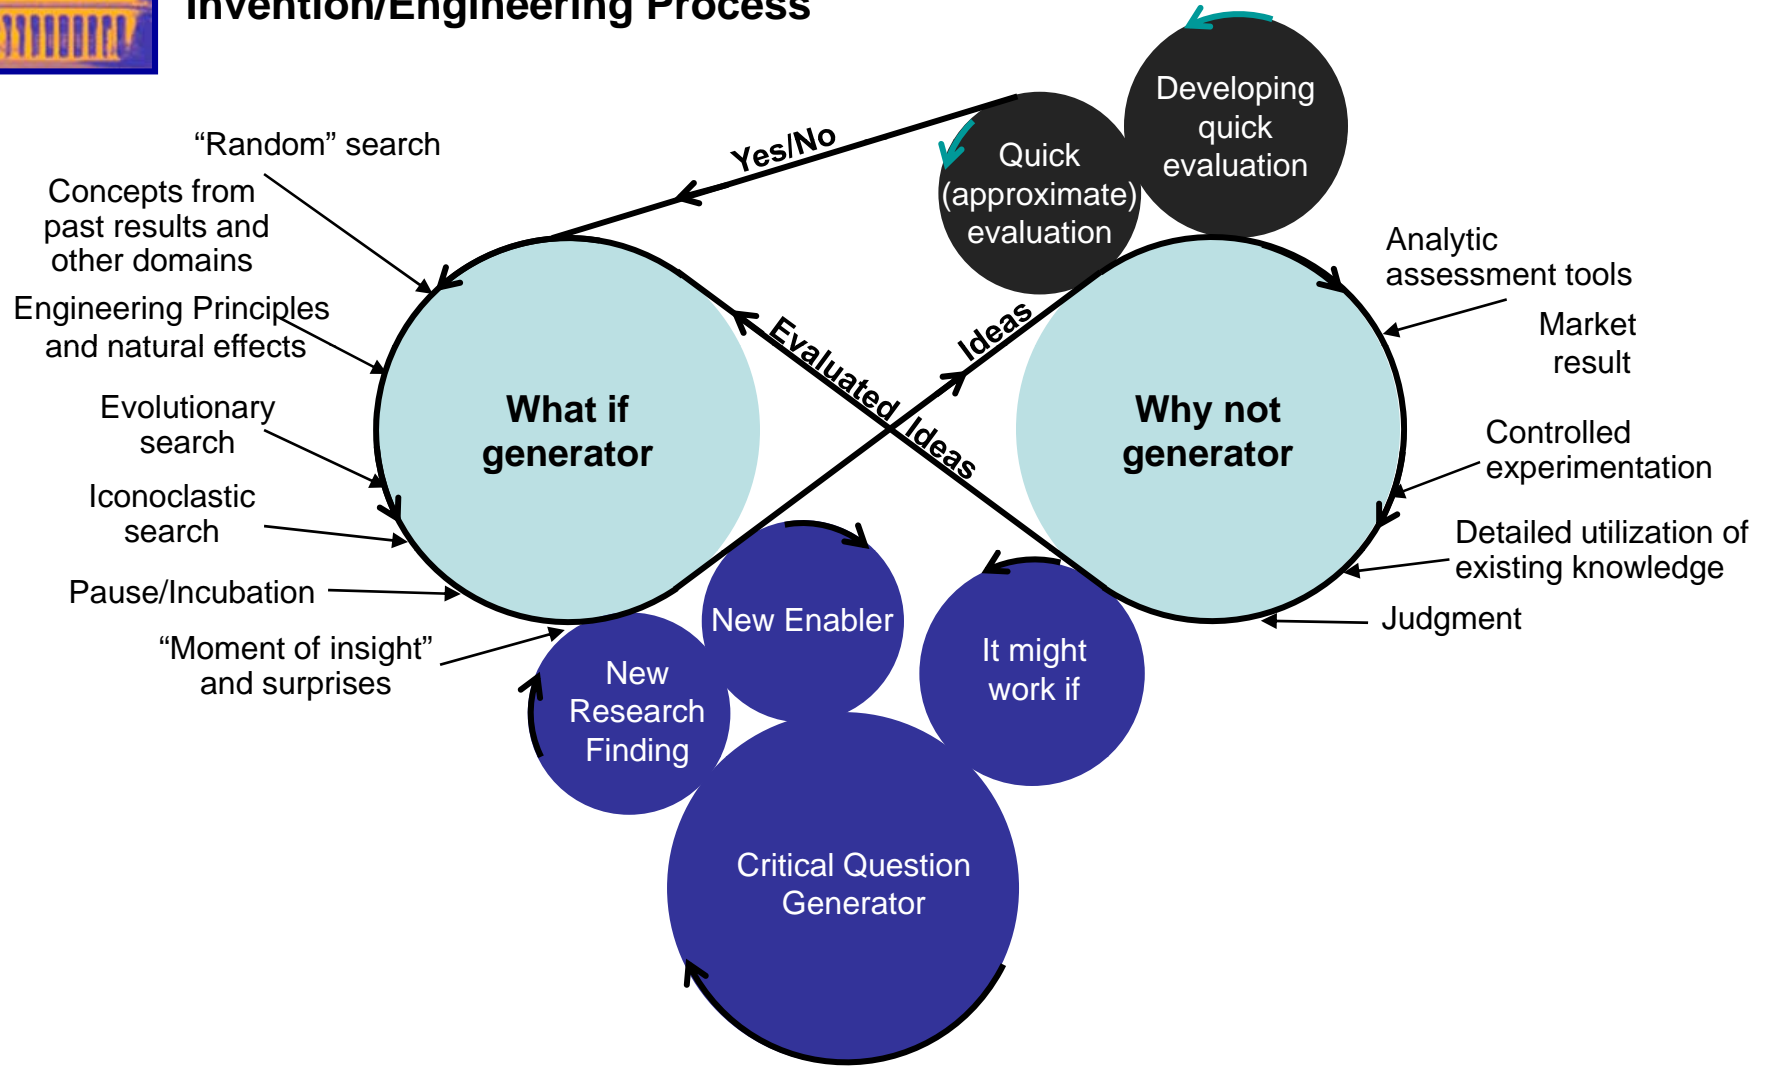 Invention/Engineering Process
Developing
quick
evaluation
Quick
(approximate)
evaluation
Yes/No
“Random” search
Concepts from
past results and
other domains
Engineering Principles
and natural effects
Evolutionary
search
Iconoclastic
search
Pause/Incubation
“Moment of insight”
and surprises
What if
generator
Evaluated Ideas
Ideas
Why not
generator
Analytic
assessment tools
Market
result
Controlled
experimentation
Detailed utilization of
existing knowledge
Judgment
New Enabler
New
Research
Finding
It might
work if
Critical Question
Generator